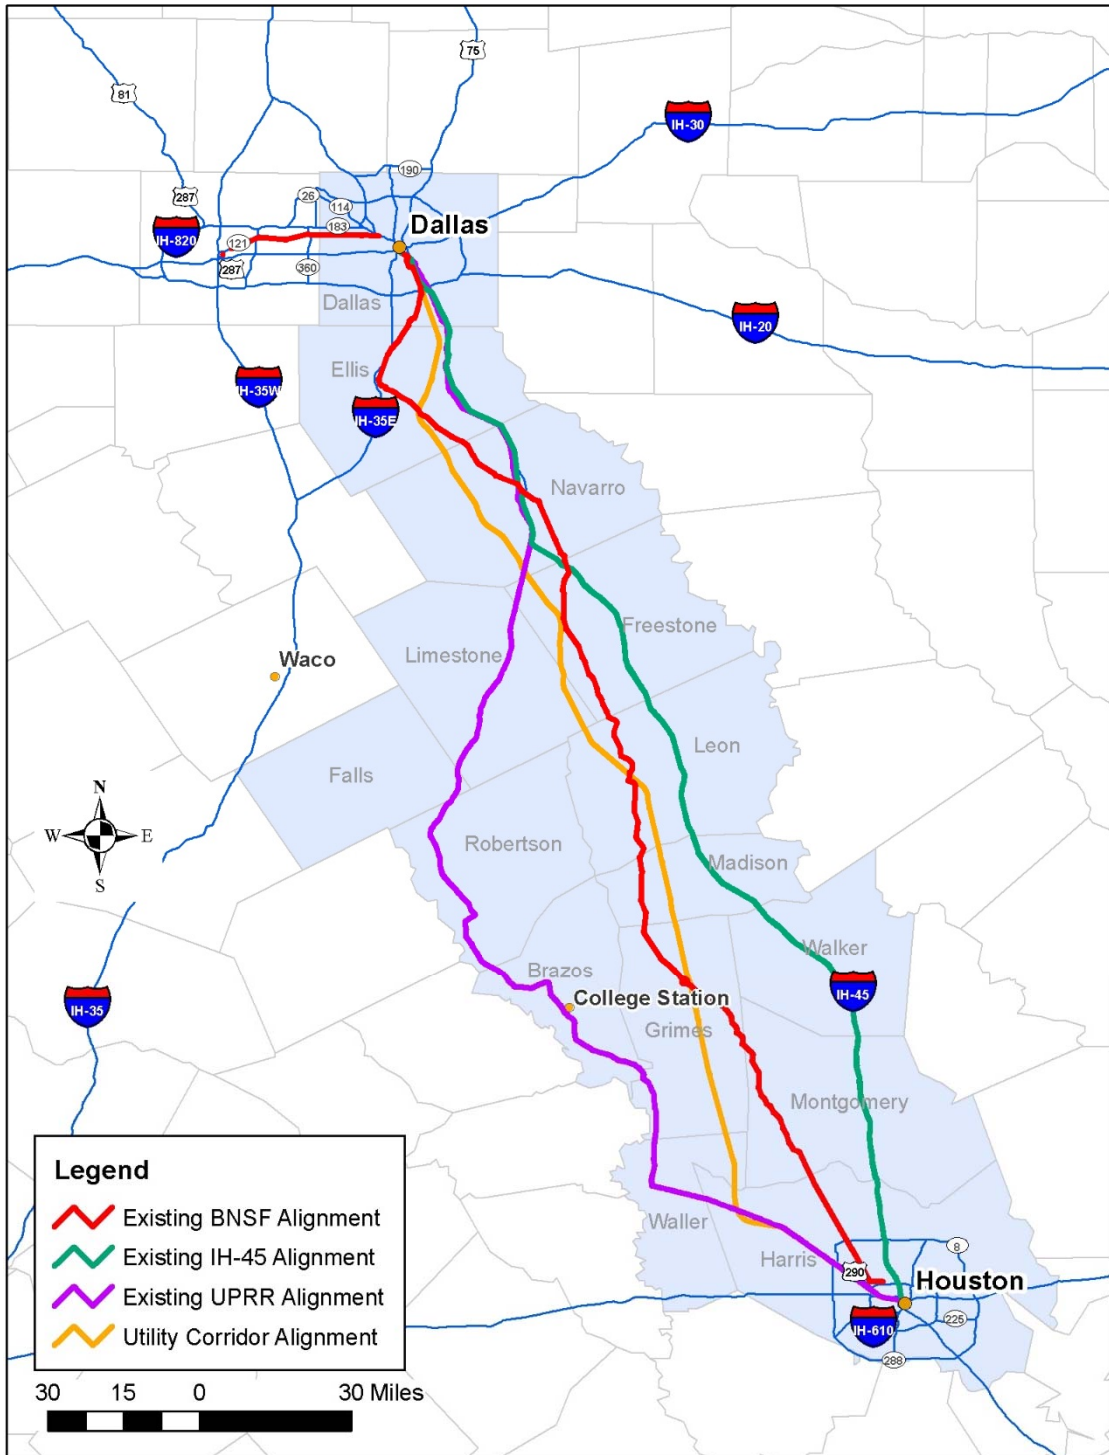 75
81
IH-30
190
287
26
114
183
Dallas
IH-820
121
287
360
Dallas
IH-20
Ellis
IH-35W
IH-35E
Navarro
Freestone
Limestone
Waco
Leon
Falls
N
W E
S
Robertson
Madison
Walker
Brazos
IH-45
College Station
IH-35
Grimes
Montgomery
Legend
Existing BNSF Alignment
Existing IH-45 Alignment
Existing UPRR Alignment
Utility Corridor Alignment
Waller
Harris
8
290
Houston
225
IH-610
288
30 15 0 30 Miles